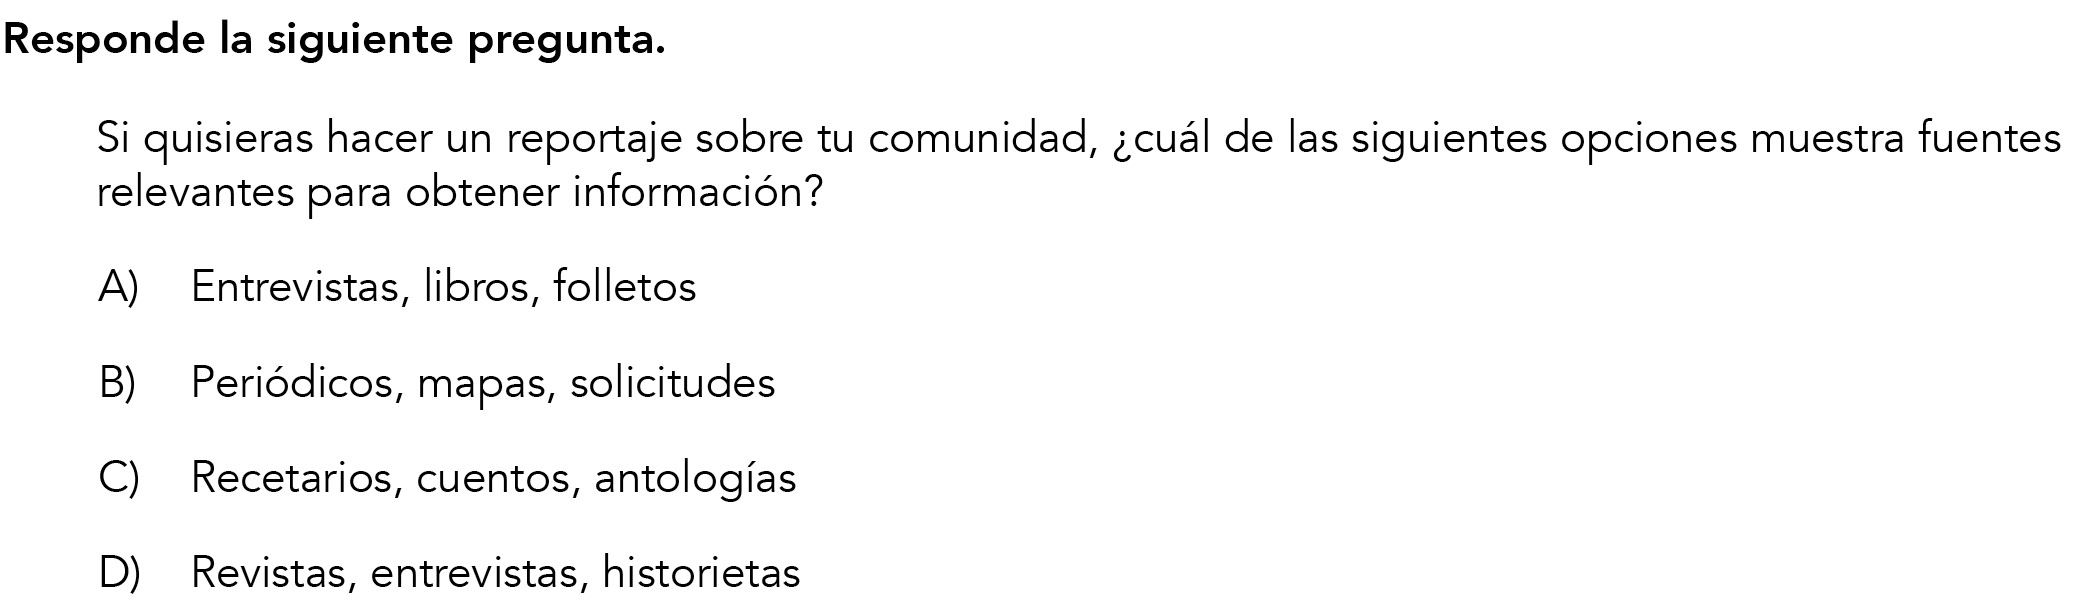 Responde la siguiente pregunta.
Si quisieras hacer un reportaje sobre tu comunidad, ¿cuál de las siguientes opciones muestra fuentes
relevantes para obtener información?
A) Entrevistas, libros, folletos
B) Periódicos, mapas, solicitudes
C) Recetarios, cuentos, antologías
D) Revistas, entrevistas, historietas